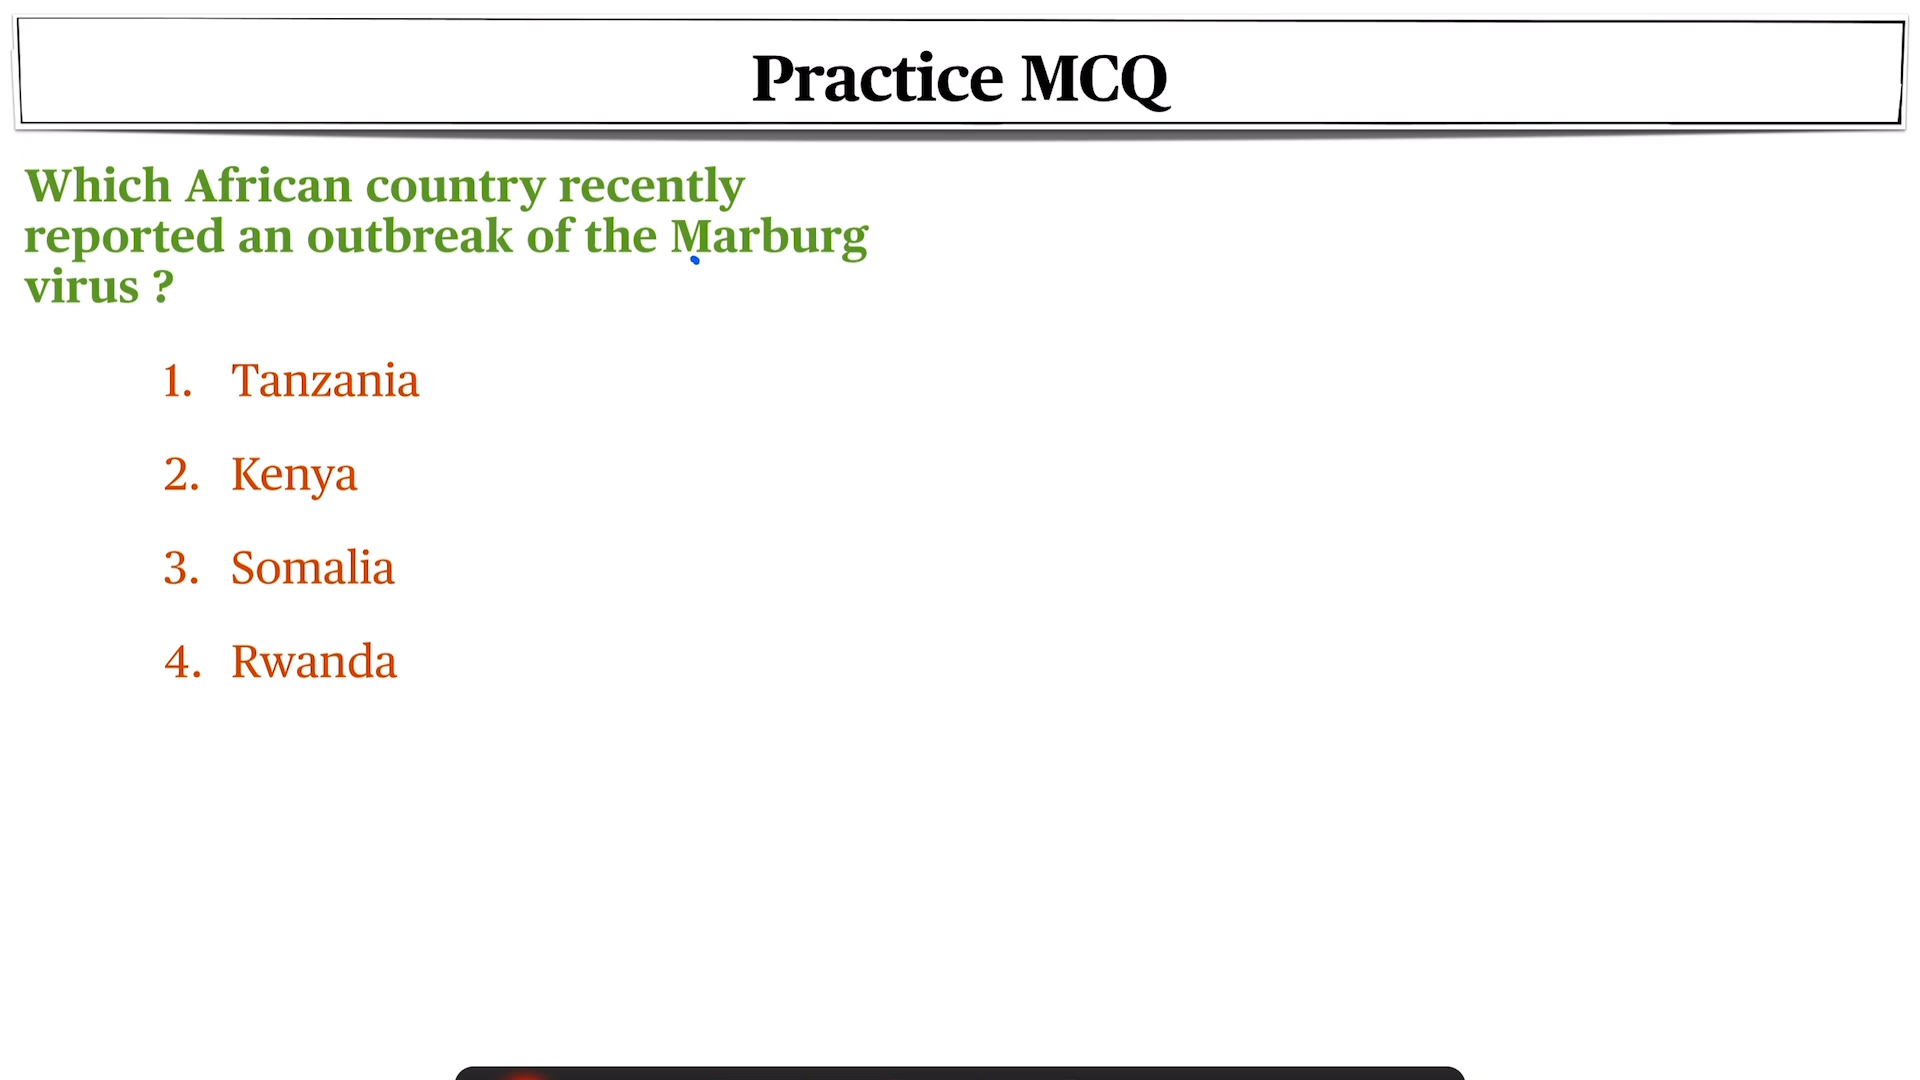 Practice MCQ
Which African country recently
reported an outbreak of the Marburg
virus ?
1. Tanzania
2. Kenya
3. Somalia
4. Rwanda